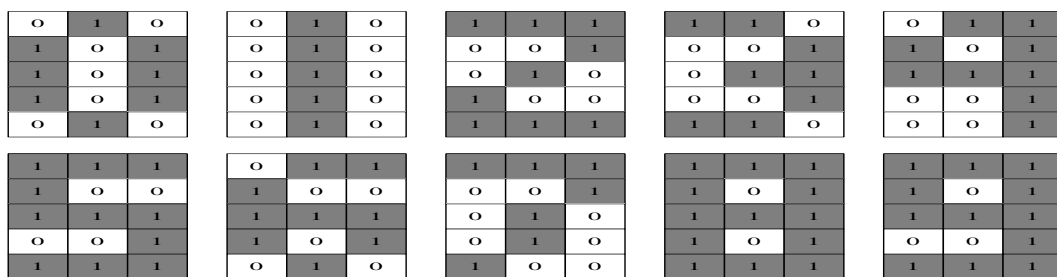 0 1 0 0 1 0 1 1 1 1 1 0 0 1 1
1 0 1 0 1 0 0 0 1 0 0 1 1 0 1
1 0 1 0 1 0 0 1 0 0 1 1 1 1 1
1 0 1 0 1 0 1 0 0 0 0 1 0 0 1
0 1 0 0 1 0 1 1 1 1 1 0 0 0 1
1 1 1 0 1 1 1 1 1 1 1 1 1 1 1
1 0 0 1 0 0 0 0 1 1 0 1 1 0 1
1 1 1 1 1 1 0 1 0 1 1 1 1 1 1
0 0 1 1 0 1 0 1 0 1 0 1 0 0 1
1 1 1 0 1 0 1 0 0 1 1 1 1 1 1